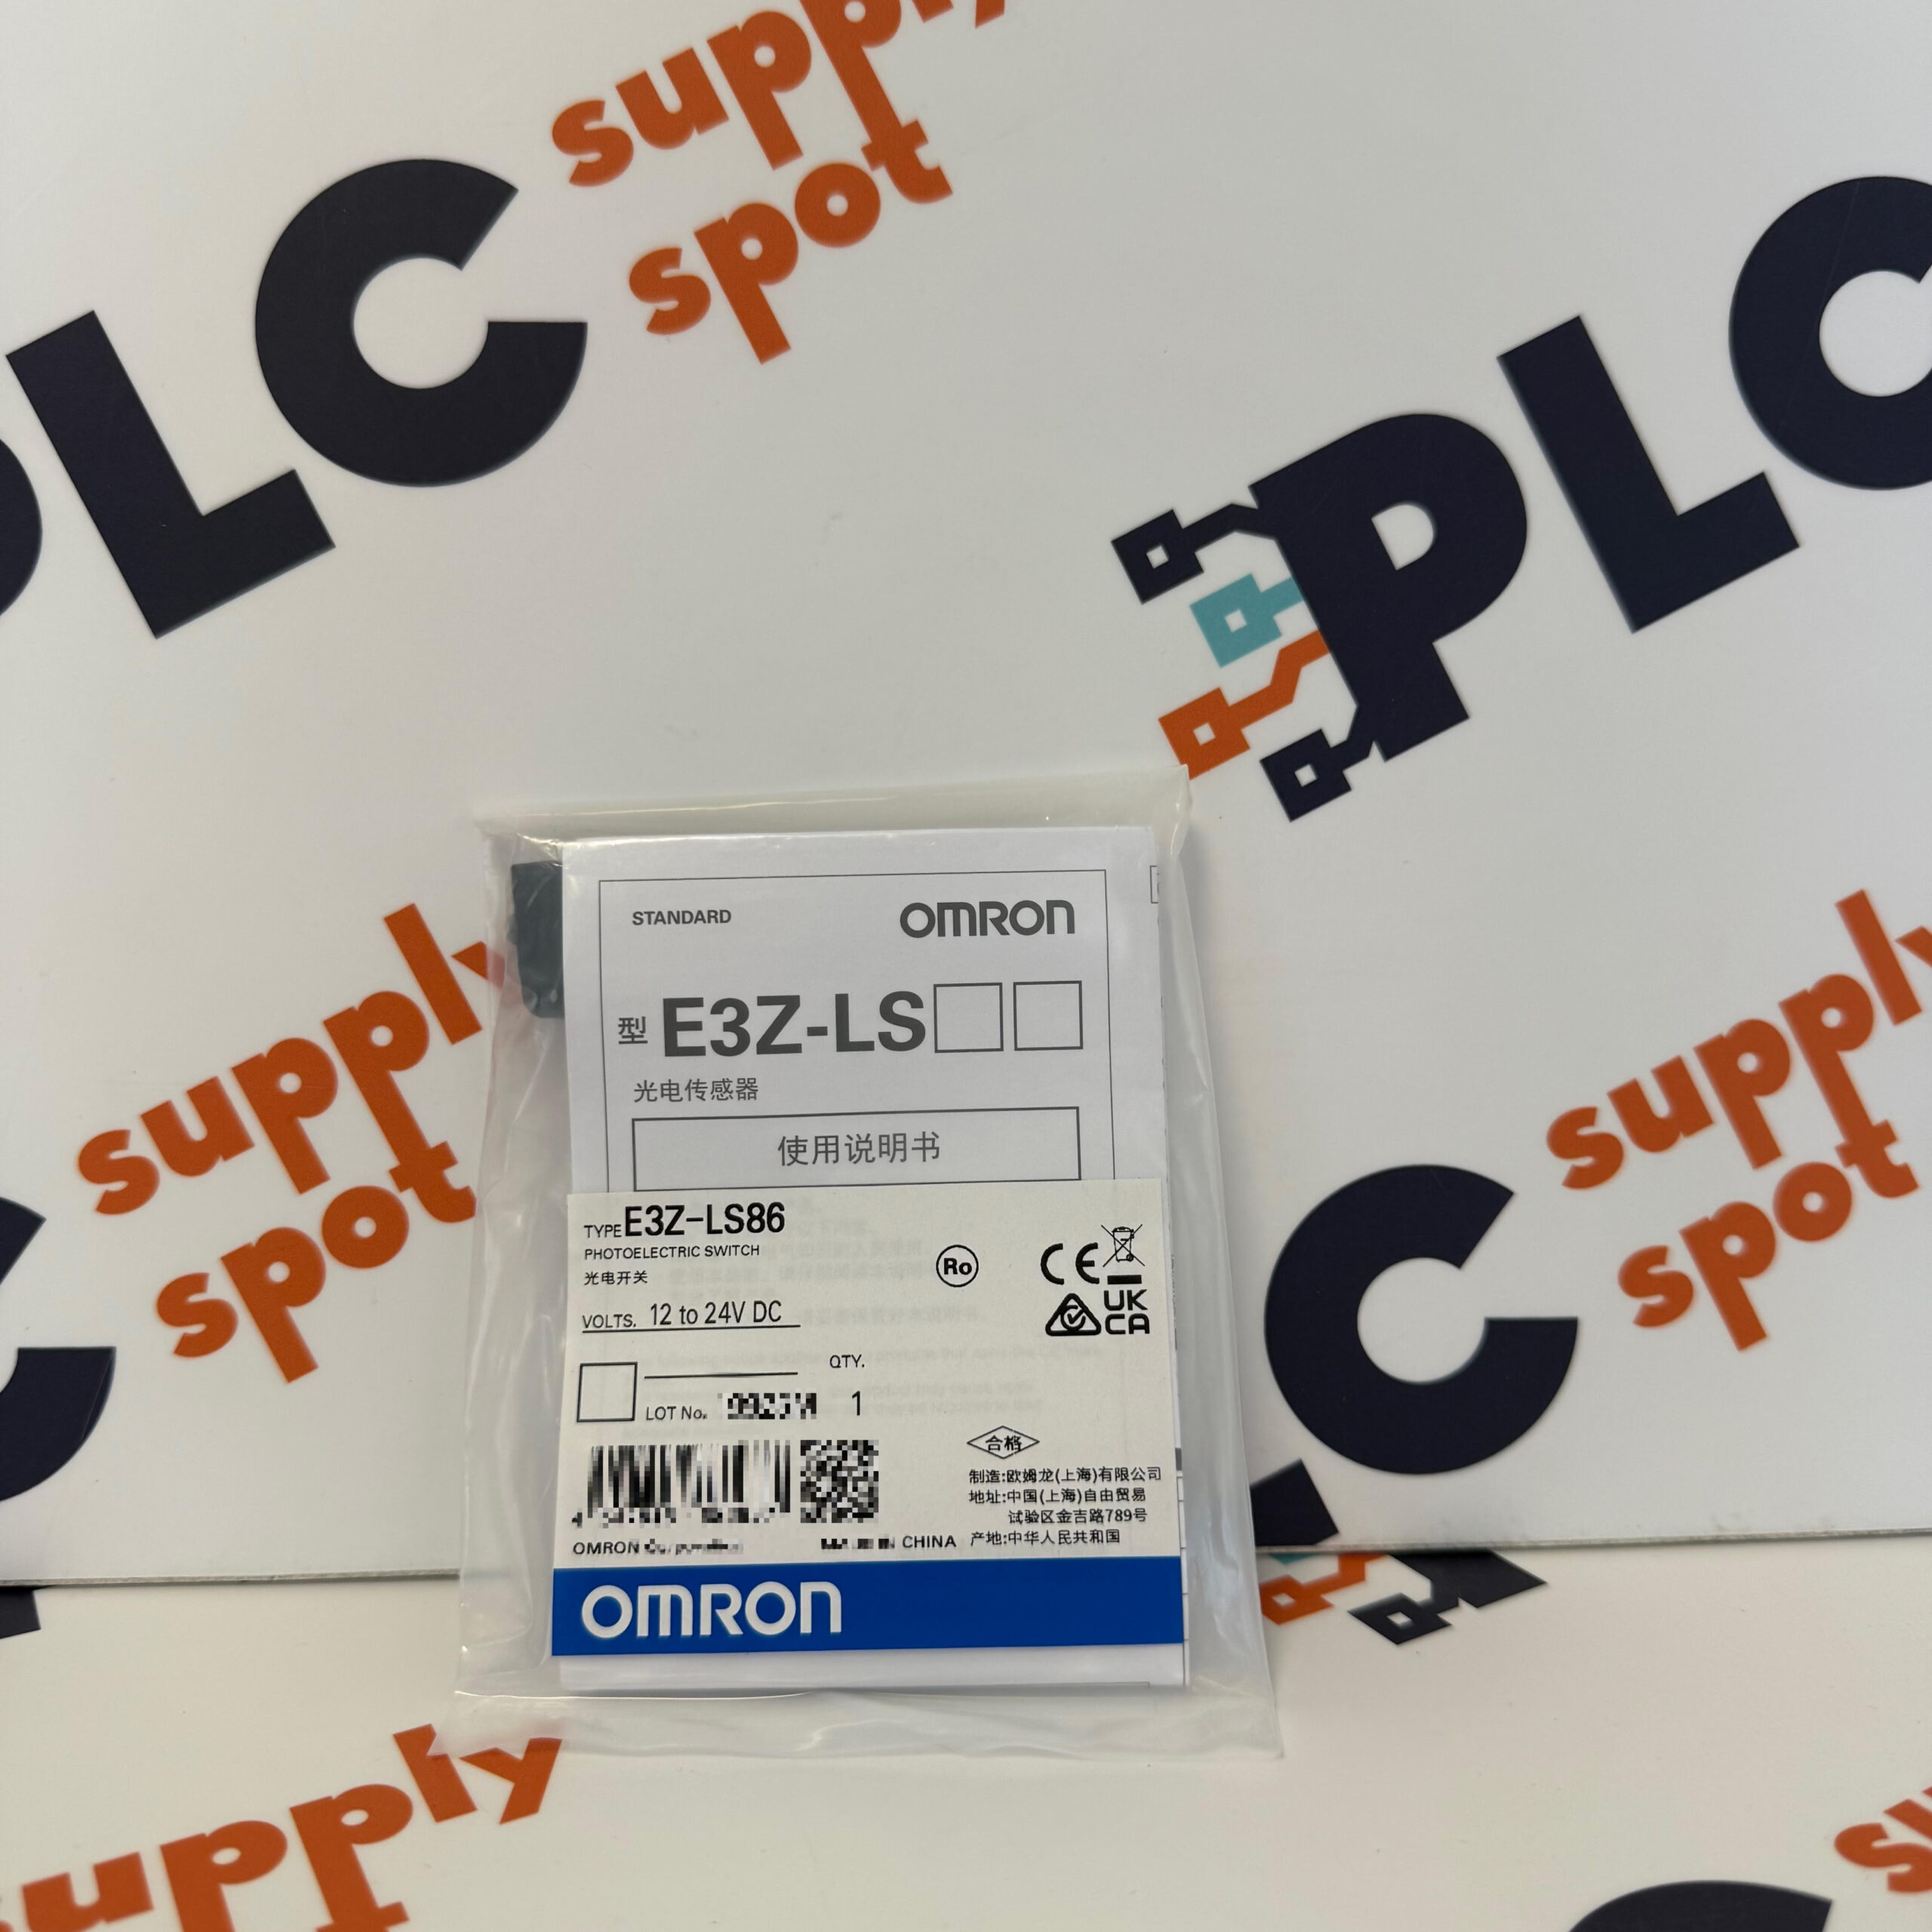 supply
spot
PLC
PLC
supply
spot
supply
spot
C
supply
STANDARD
OMRON
型 E3Z-LS□□
光电传感器
使用说明书
TYPE E3Z-LS86
PHOTOELECTRIC SWITCH
光电开关
Ro
CE
UK
CA
VOLTS. 12 to 24V DC
QTY.
LOT No.
1
合格
制造:欧姆龙(上海)有限公司
地址:中国(上海)自由贸易
试验区金吉路789号
产地:中华人民共和国
OMRON
CHINA
OMRON